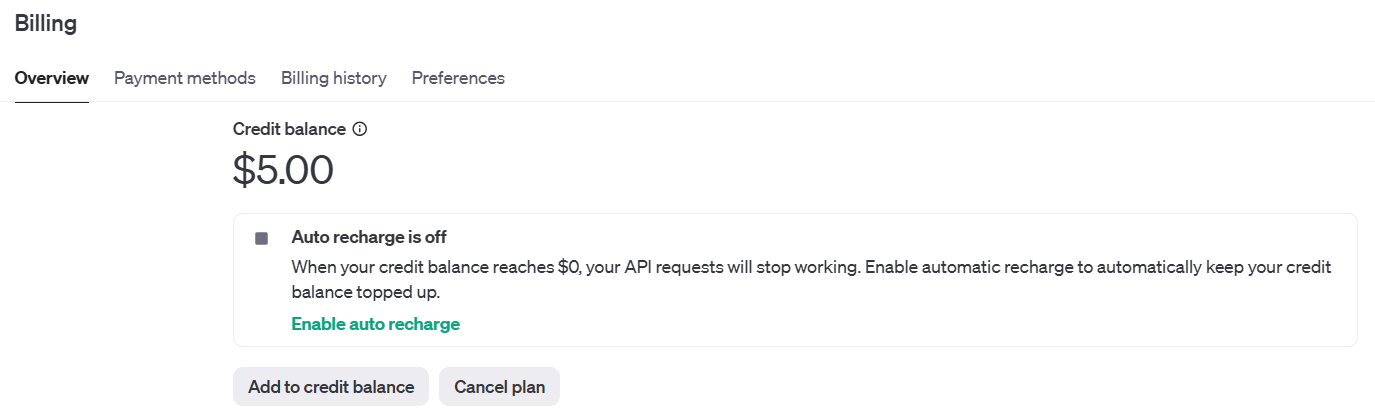 Billing
Overview Payment methods Billing history Preferences
Credit balance
$5.00
Auto recharge is off
When your credit balance reaches $0, your API requests will stop working. Enable automatic recharge to automatically keep your credit
balance topped up.
Enable auto recharge
Add to credit balance Cancel plan